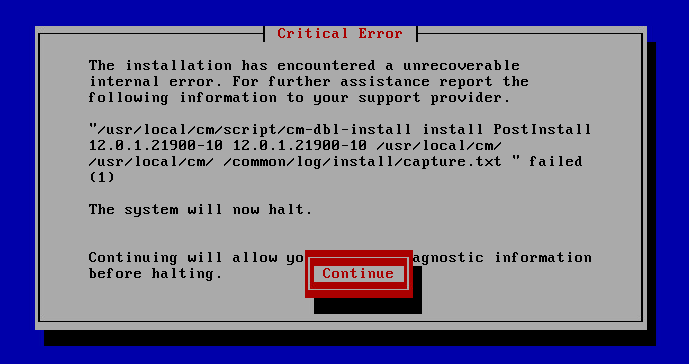 Critical Error
The installation has encountered a unrecoverable
internal error. For further assistance report the
following information to your support provider.
"/usr/local/cm/script/cm-dbl-install install PostInstall
12.0.1.21900-10 12.0.1.21900-10 /usr/local/cm/
/usr/local/cm/ /common/log/install/capture.txt " failed
(1)
The system will now halt.
Continuing will allow yo agnostic information
before halting.
Continue